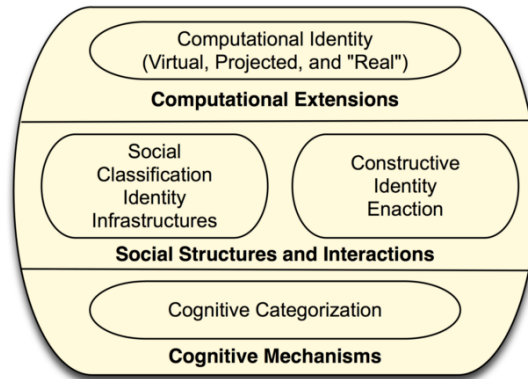 Computational Identity
(Virtual, Projected, and "Real")
Computational Extensions
Social
Classification
Identity
Infrastructures
Constructive
Identity
Enaction
Social Structures and Interactions
Cognitive Categorization
Cognitive Mechanisms